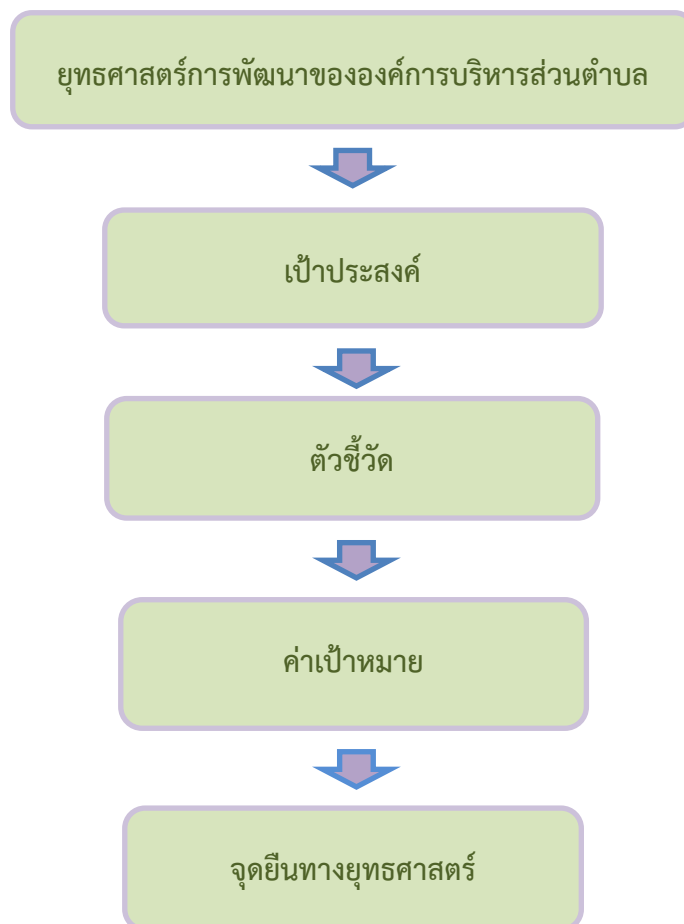 ยุทธศาสตร์การพัฒนาขององค์การบริหารส่วนตำบล
เป้าประสงค์
ตัวชี้วัด
ค่าเป้าหมาย
จุดยืนทางยุทธศาสตร์